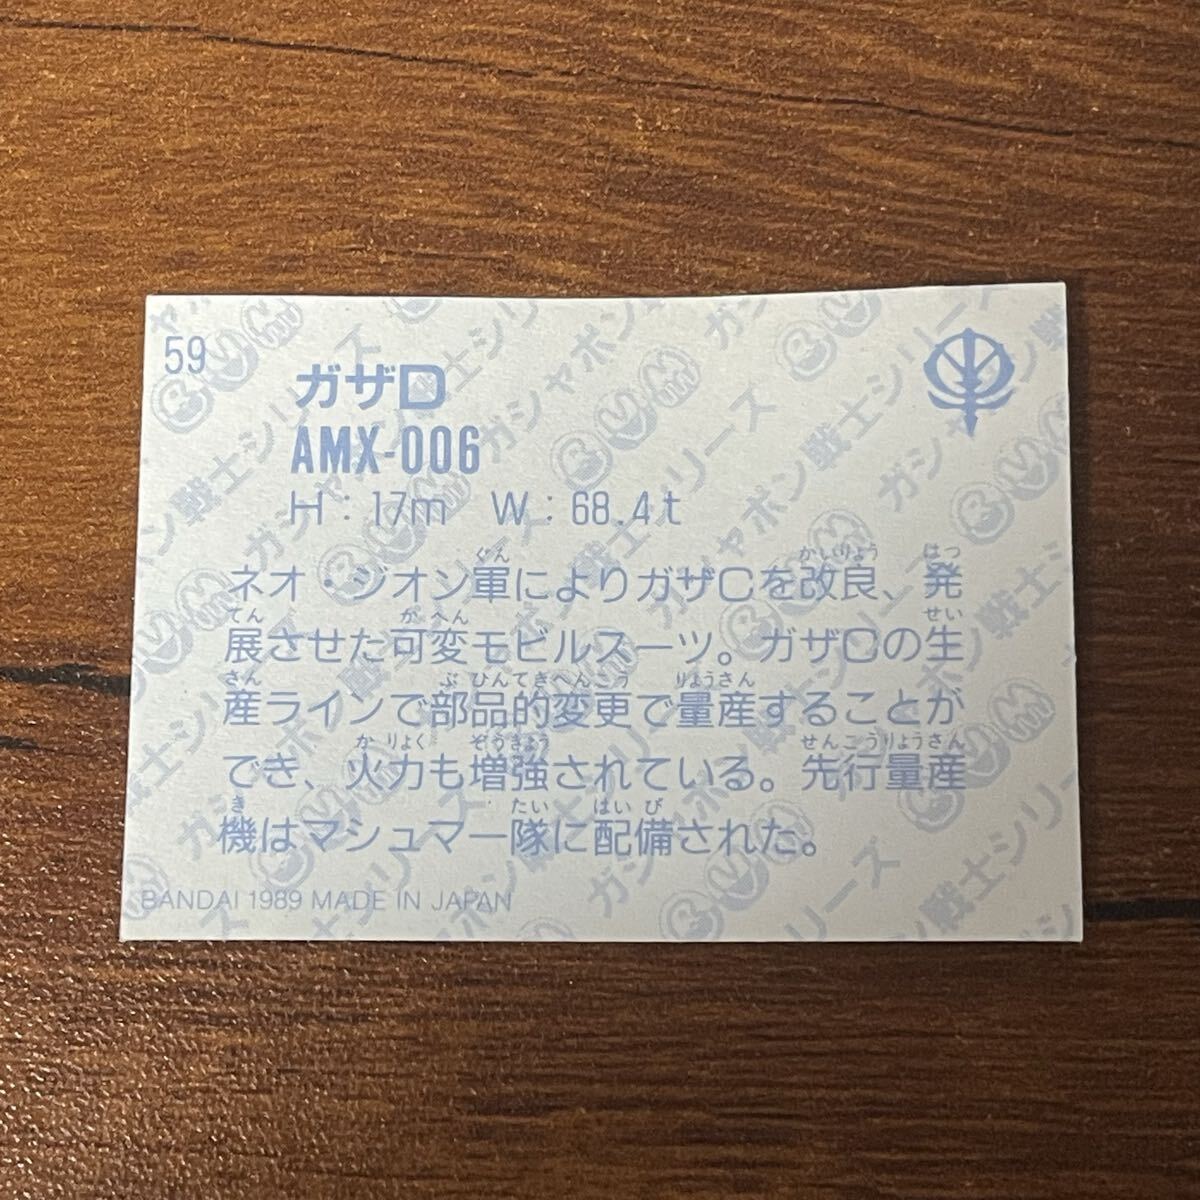 59
ガザD
AMX-006
H：17m　W：68.4t
ネオ・ジオン軍によりガザCを改良、発
展させた可変モビルスーツ。ガザCの生
産ラインで部品的変更で量産することが
でき、火力も増強されている。先行量産
機はマシュマー隊に配備された。
BANDAI 1989 MADE IN JAPAN